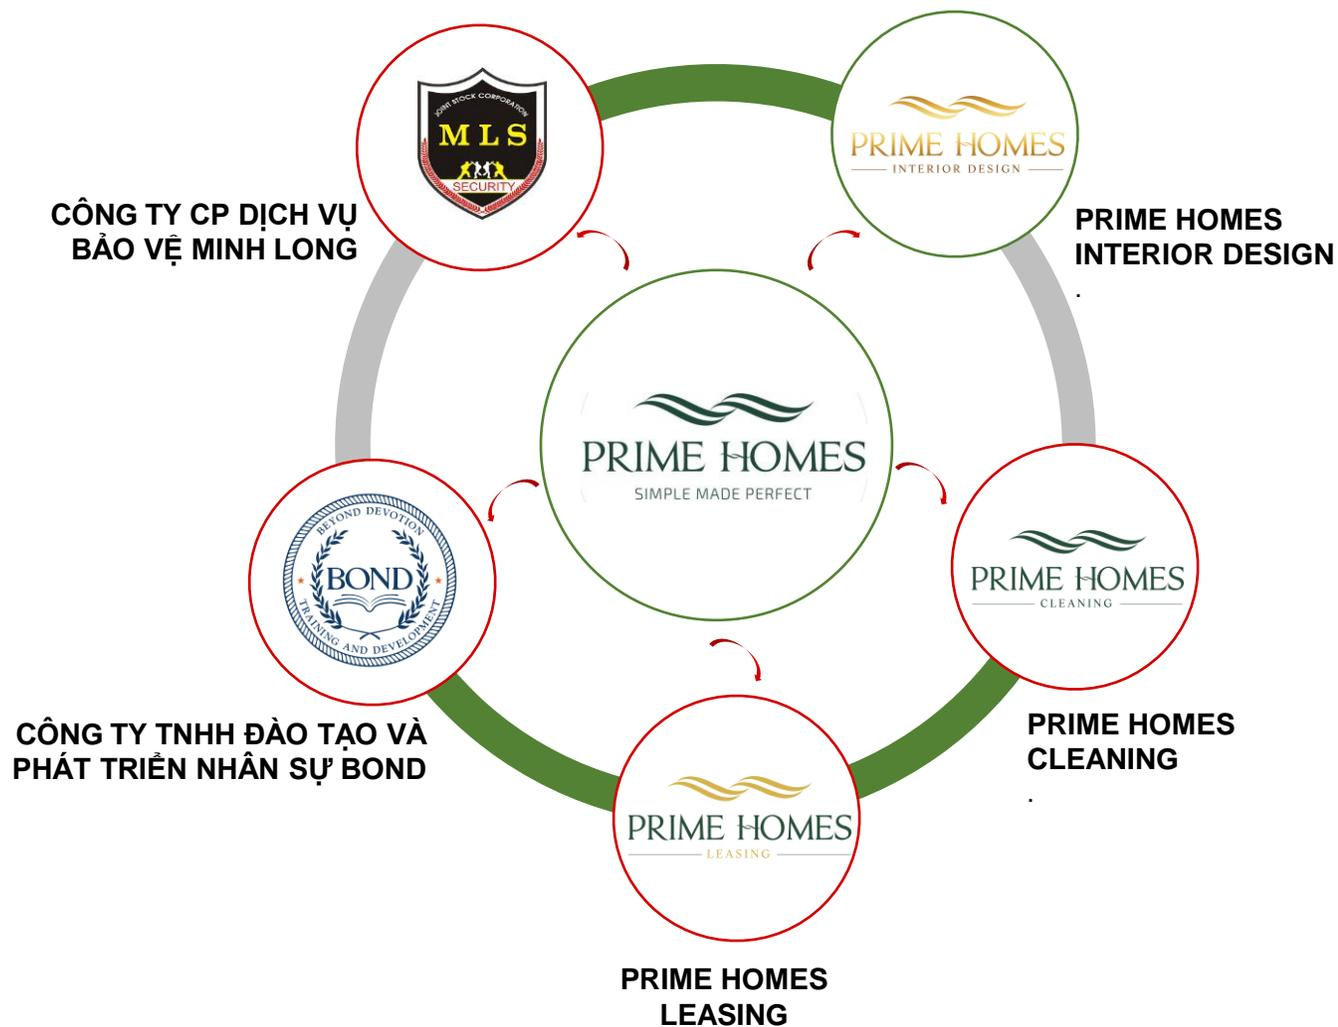 JOINT STOCK CORPORATION
MLS
SECURITY
CÔNG TY CP DỊCH VỤ
BẢO VỆ MINH LONG
PRIME HOMES
INTERIOR DESIGN
PRIME HOMES
INTERIOR DESIGN
.
PRIME HOMES
SIMPLE MADE PERFECT
BEYOND DEVOTION
BOND
TRAINING AND DEVELOPMENT
CÔNG TY TNHH ĐÀO TẠO VÀ
PHÁT TRIỂN NHÂN SỰ BOND
PRIME HOMES
CLEANING
PRIME HOMES
CLEANING
.
PRIME HOMES
LEASING
PRIME HOMES
LEASING